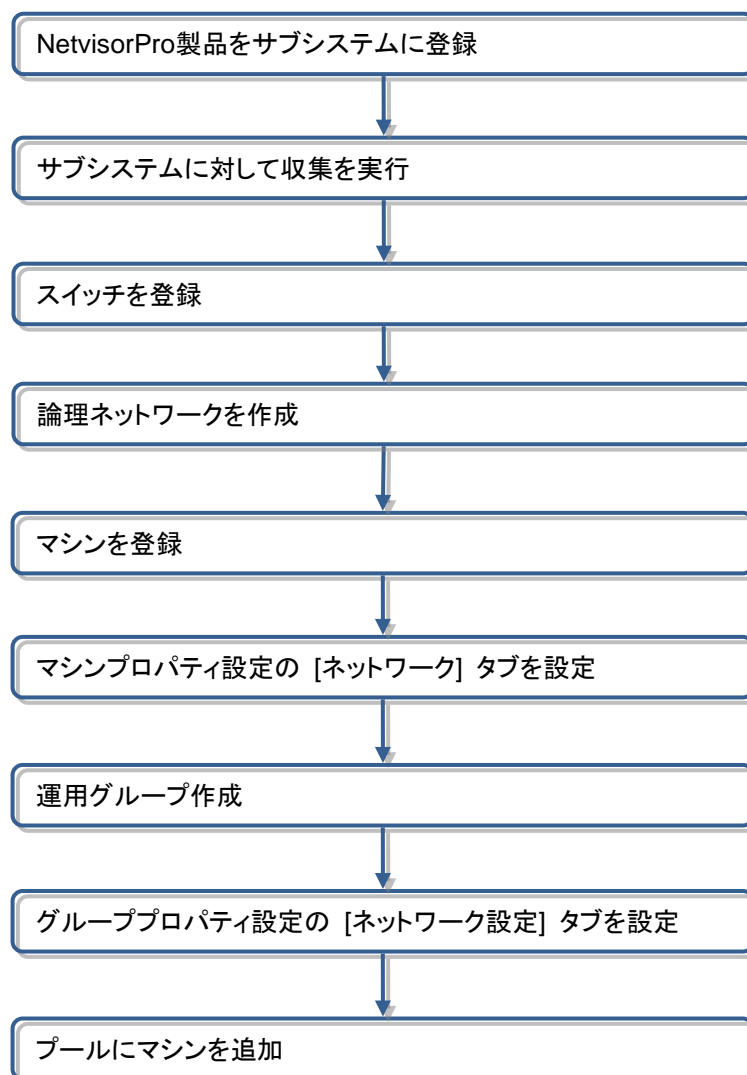 NetvisorPro製品をサブシステムに登録
サブシステムに対して収集を実行
スイッチを登録
論理ネットワークを作成
マシンを登録
マシンプロパティ設定の [ネットワーク] タブを設定
運用グループ作成
グループプロパティ設定の [ネットワーク設定] タブを設定
プールにマシンを追加